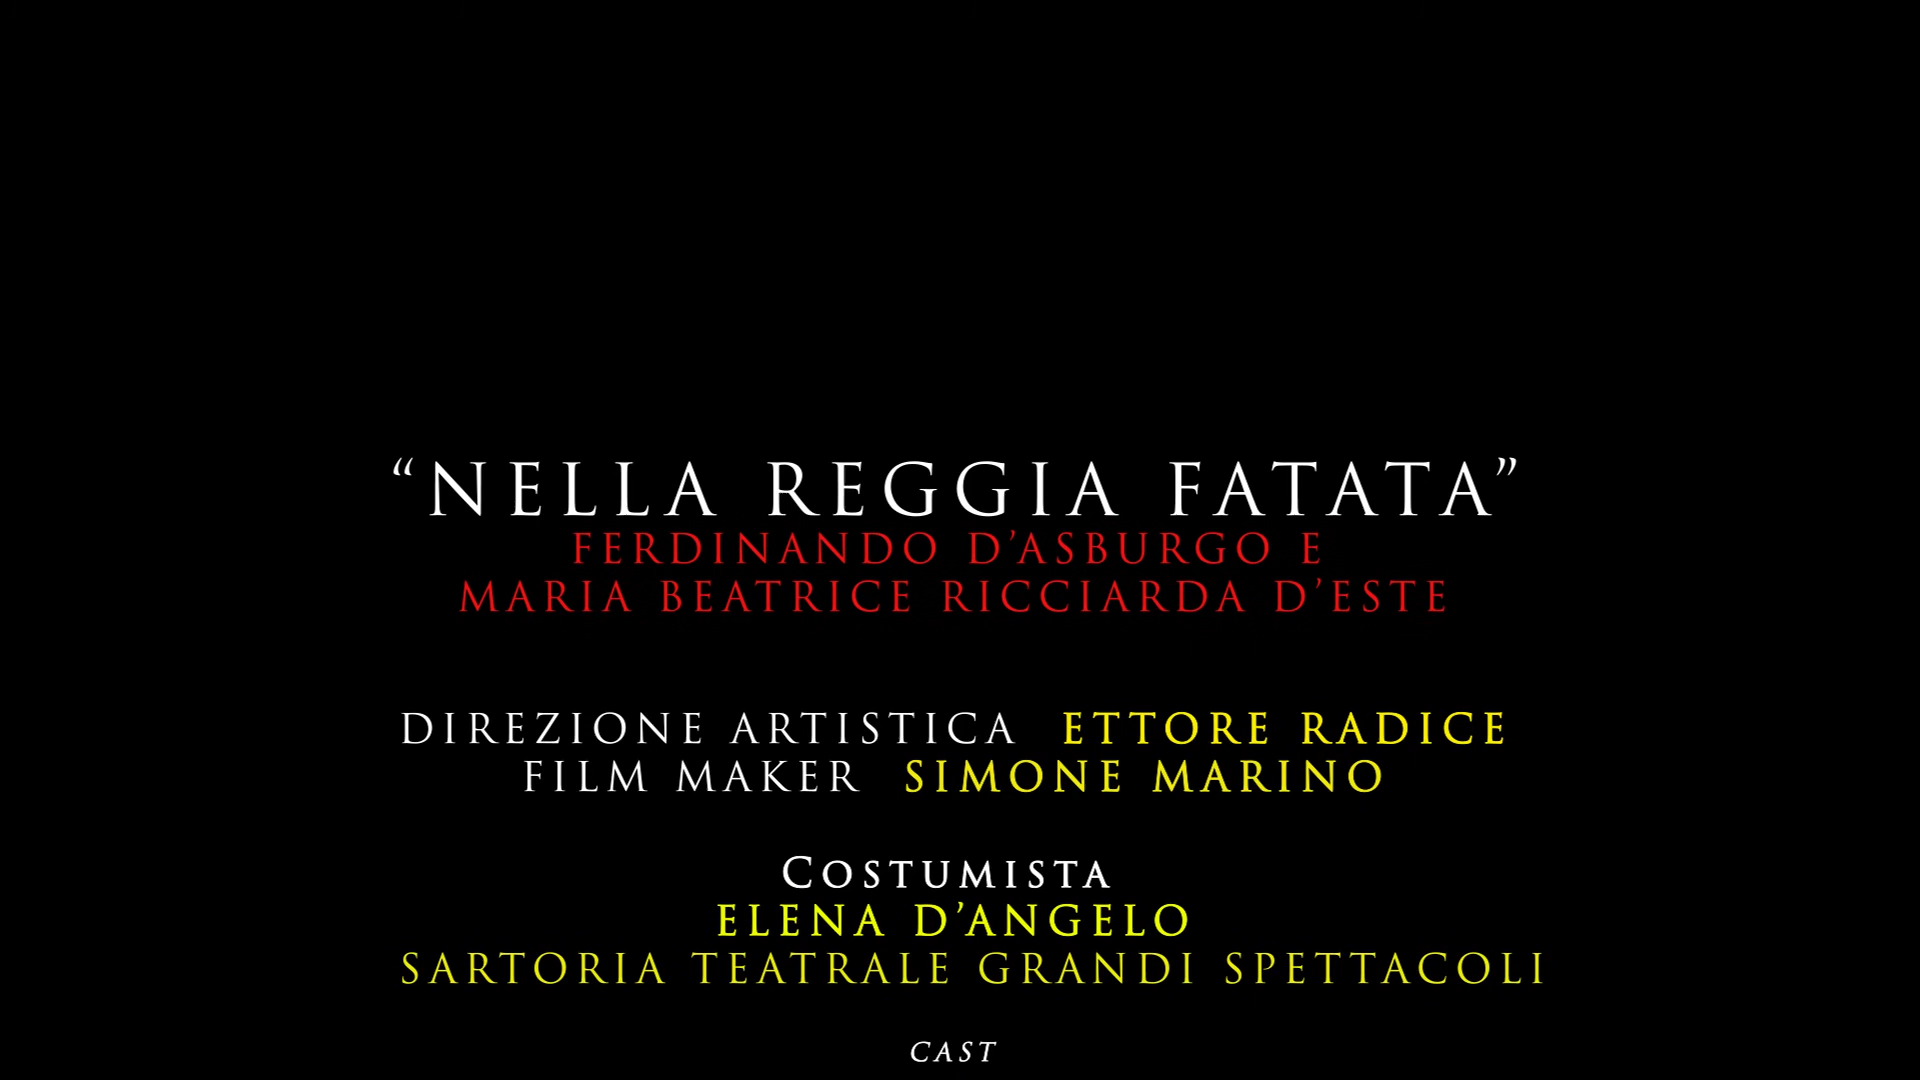 “NELLA REGGIA FATATA”
FERDINANDO D’ASBURGO E
MARIA BEATRICE RICCIARDA D’ESTE
DIREZIONE ARTISTICA ETTORE RADICE
FILM MAKER SIMONE MARINO
COSTUMISTA
ELENA D’ANGELO
SARTORIA TEATRALE GRANDI SPETTACOLI
CAST